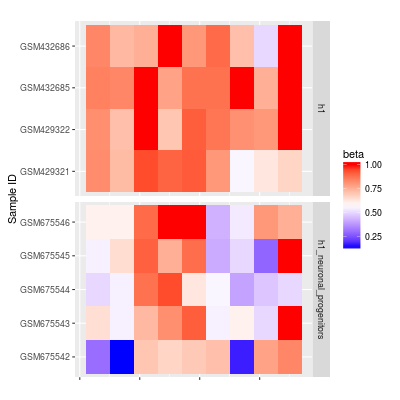 Sample ID
GSM432686
GSM432685
GSM429322
GSM429321
h1
GSM675546
GSM675545
GSM675544
GSM675543
GSM675542
h1_neuronal_progenitors
beta
1.00
0.75
0.50
0.25